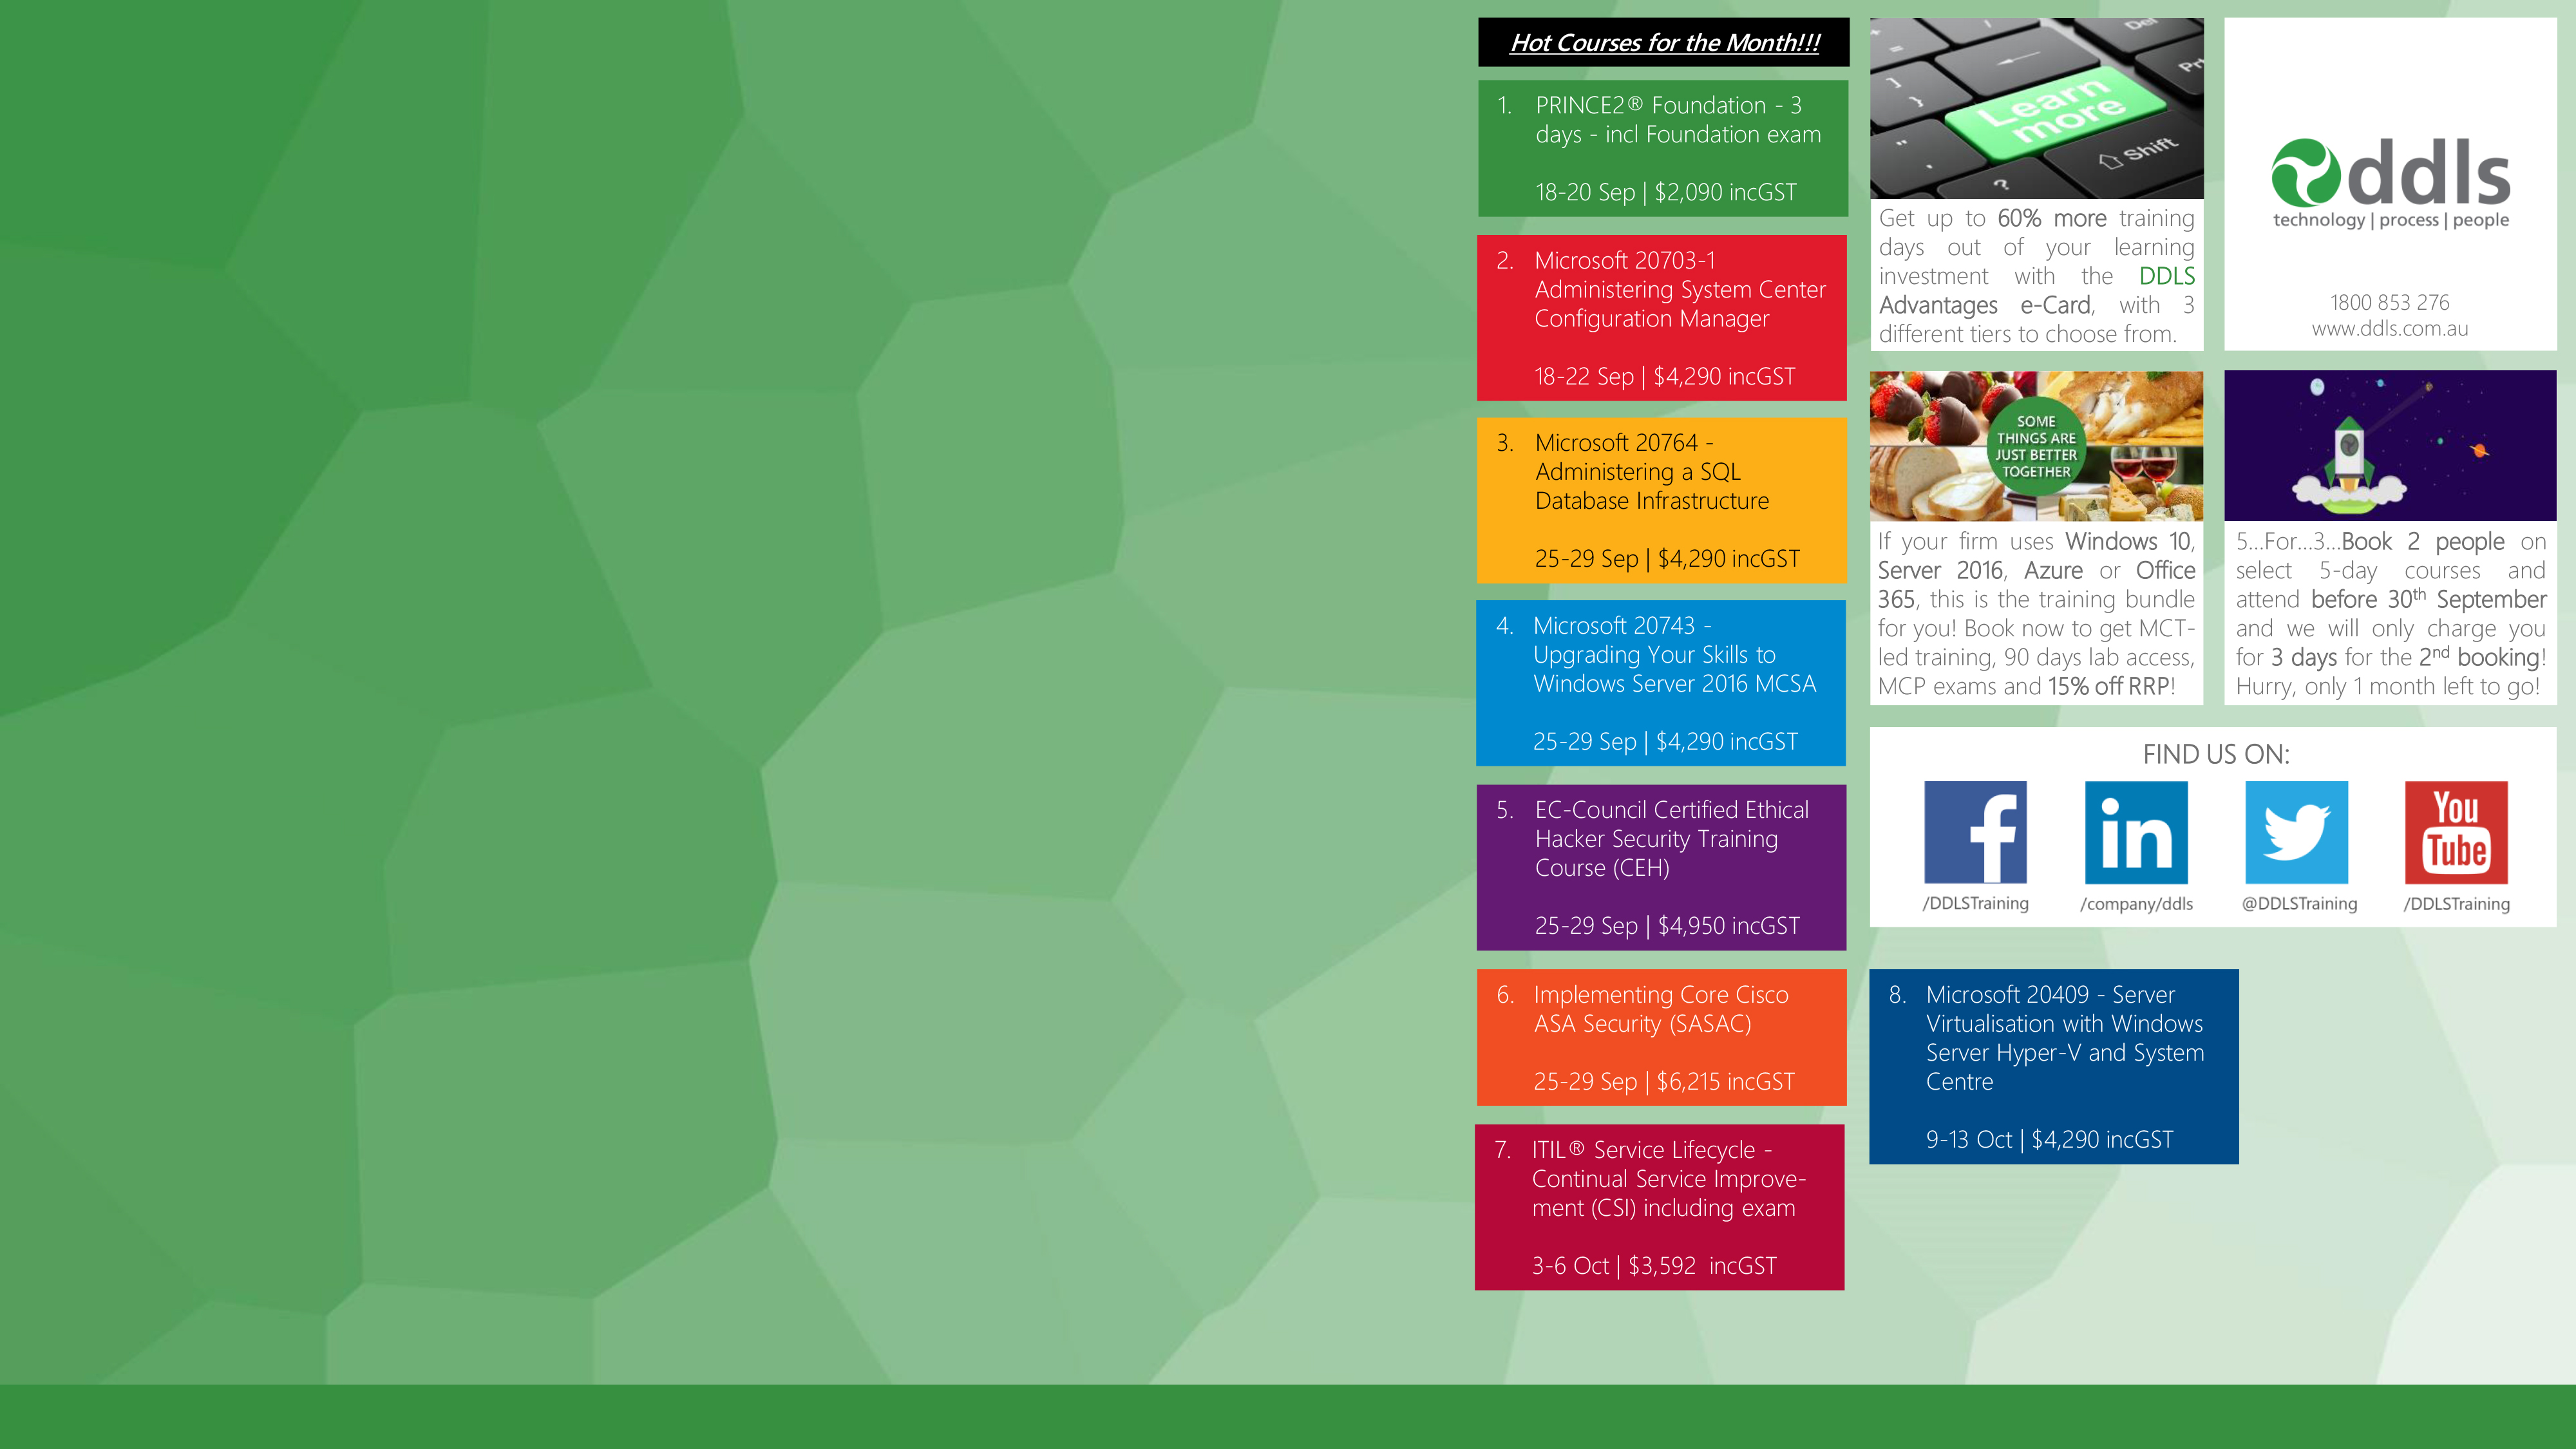 Hot Courses for the Month!!!
1. PRINCE2® Foundation - 3
days - incl Foundation exam
18-20 Sep | $2,090 incGST
2. Microsoft 20703-1
Administering System Center
Configuration Manager
18-22 Sep | $4,290 incGST
3. Microsoft 20764 -
Administering a SQL
Database Infrastructure
25-29 Sep | $4,290 incGST
4. Microsoft 20743 -
Upgrading Your Skills to
Windows Server 2016 MCSA
25-29 Sep | $4,290 incGST
5. EC-Council Certified Ethical
Hacker Security Training
Course (CEH)
25-29 Sep | $4,950 incGST
6. Implementing Core Cisco
ASA Security (SASAC)
25-29 Sep | $6,215 incGST
7. ITIL® Service Lifecycle -
Continual Service Improve-
ment (CSI) including exam
3-6 Oct | $3,592 incGST
Del
Learn
more
Shift
Get up to 60% more training
days out of your learning
investment with the DDLS
Advantages e-Card, with 3
different tiers to choose from.
ddls
technology | process | people
1800 853 276
www.ddls.com.au
SOME
THINGS ARE
JUST BETTER
TOGETHER
If your firm uses Windows 10,
Server 2016, Azure or Office
365, this is the training bundle
for you! Book now to get MCT-
led training, 90 days lab access,
MCP exams and 15% off RRP!
5...For...3...Book 2 people on
select 5-day courses and
attend before 30th September
and we will only charge you
for 3 days for the 2nd booking!
Hurry, only 1 month left to go!
FIND US ON:
f
in
You
Tube
/DDLSTraining
/company/ddls
@DDLSTraining
/DDLSTraining
8. Microsoft 20409 - Server
Virtualisation with Windows
Server Hyper-V and System
Centre
9-13 Oct | $4,290 incGST